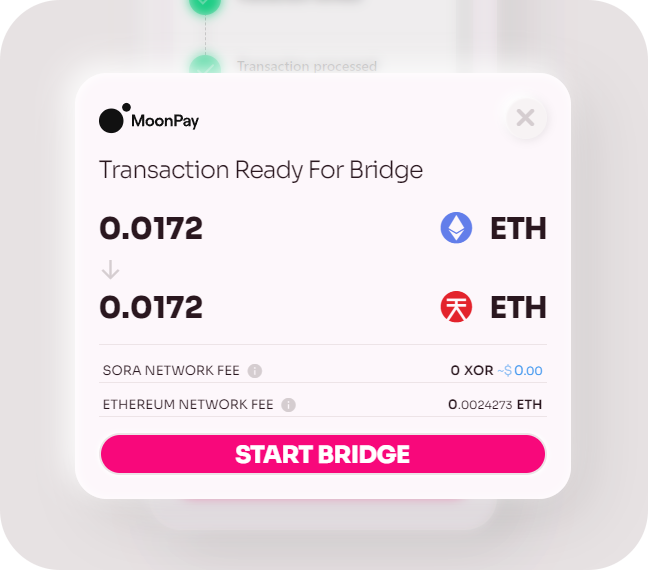 Transaction processed
MoonPay
Transaction Ready For Bridge
0.0172 ETH
0.0172 ETH
SORA NETWORK FEE 0 XOR ~$ 0.00
ETHEREUM NETWORK FEE 0.0024273 ETH
START BRIDGE